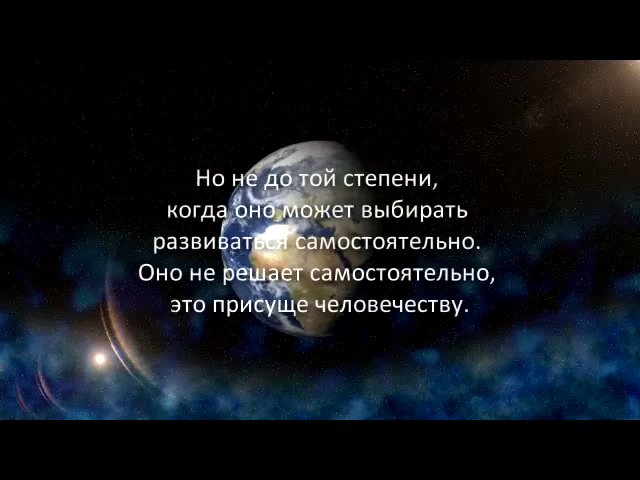 Но не до той степени,
когда оно может выбирать
развиваться самостоятельно.
Оно не решает самостоятельно,
это присуще человечеству.